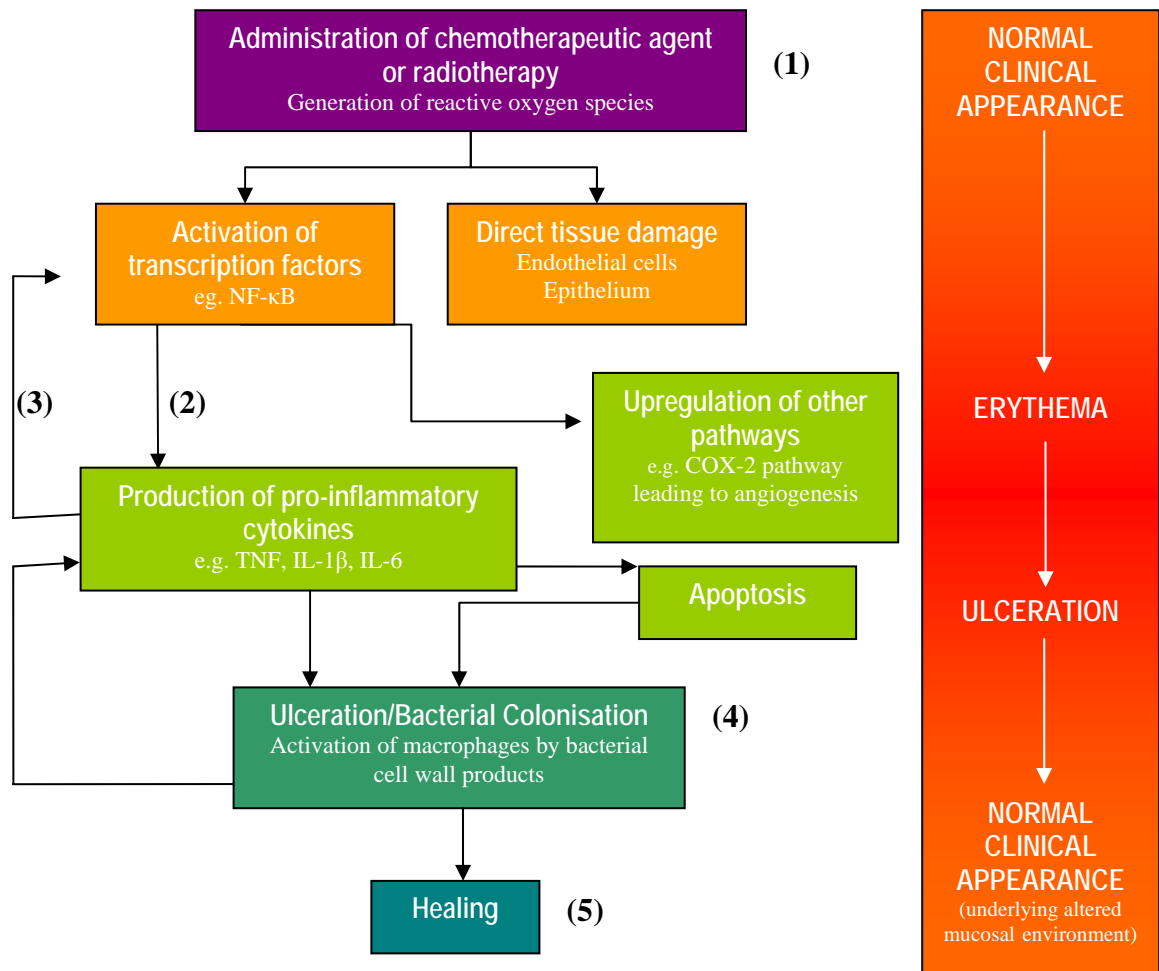 Administration of chemotherapeutic agent
or radiotherapy
Generation of reactive oxygen species
(1)
Activation of
transcription factors
eg. NF-κB
Direct tissue damage
Endothelial cells
Epithelium
(3)
(2)
Upregulation of other
pathways
e.g. COX-2 pathway
leading to angiogenesis
Production of pro-inflammatory
cytokines
e.g. TNF, IL-1β, IL-6
Apoptosis
Ulceration/Bacterial Colonisation
Activation of macrophages by bacterial
cell wall products
(4)
Healing
(5)
NORMAL
CLINICAL
APPEARANCE
ERYTHEMA
ULCERATION
NORMAL
CLINICAL
APPEARANCE
(underlying altered
mucosal environment)